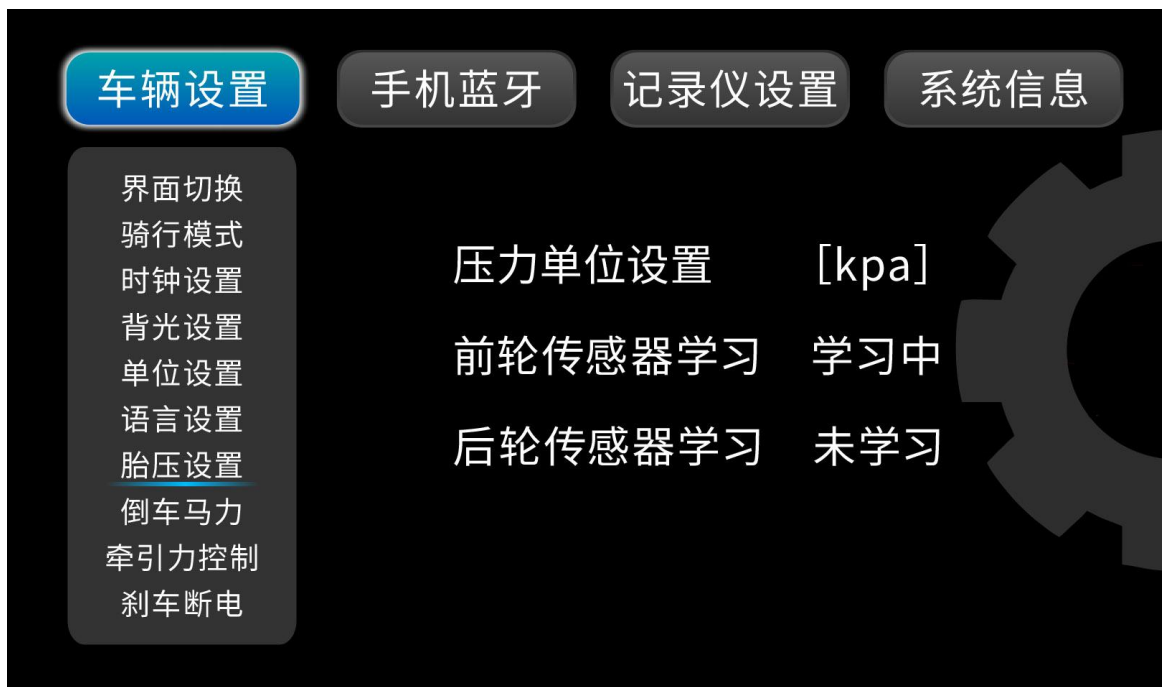 车辆设置 手机蓝牙 记录仪设置 系统信息
界面切换
骑行模式
时钟设置
背光设置
单位设置
语言设置
胎压设置
倒车马力
牵引力控制
刹车断电
压力单位设置 [kpa]
前轮传感器学习 学习中
后轮传感器学习 未学习